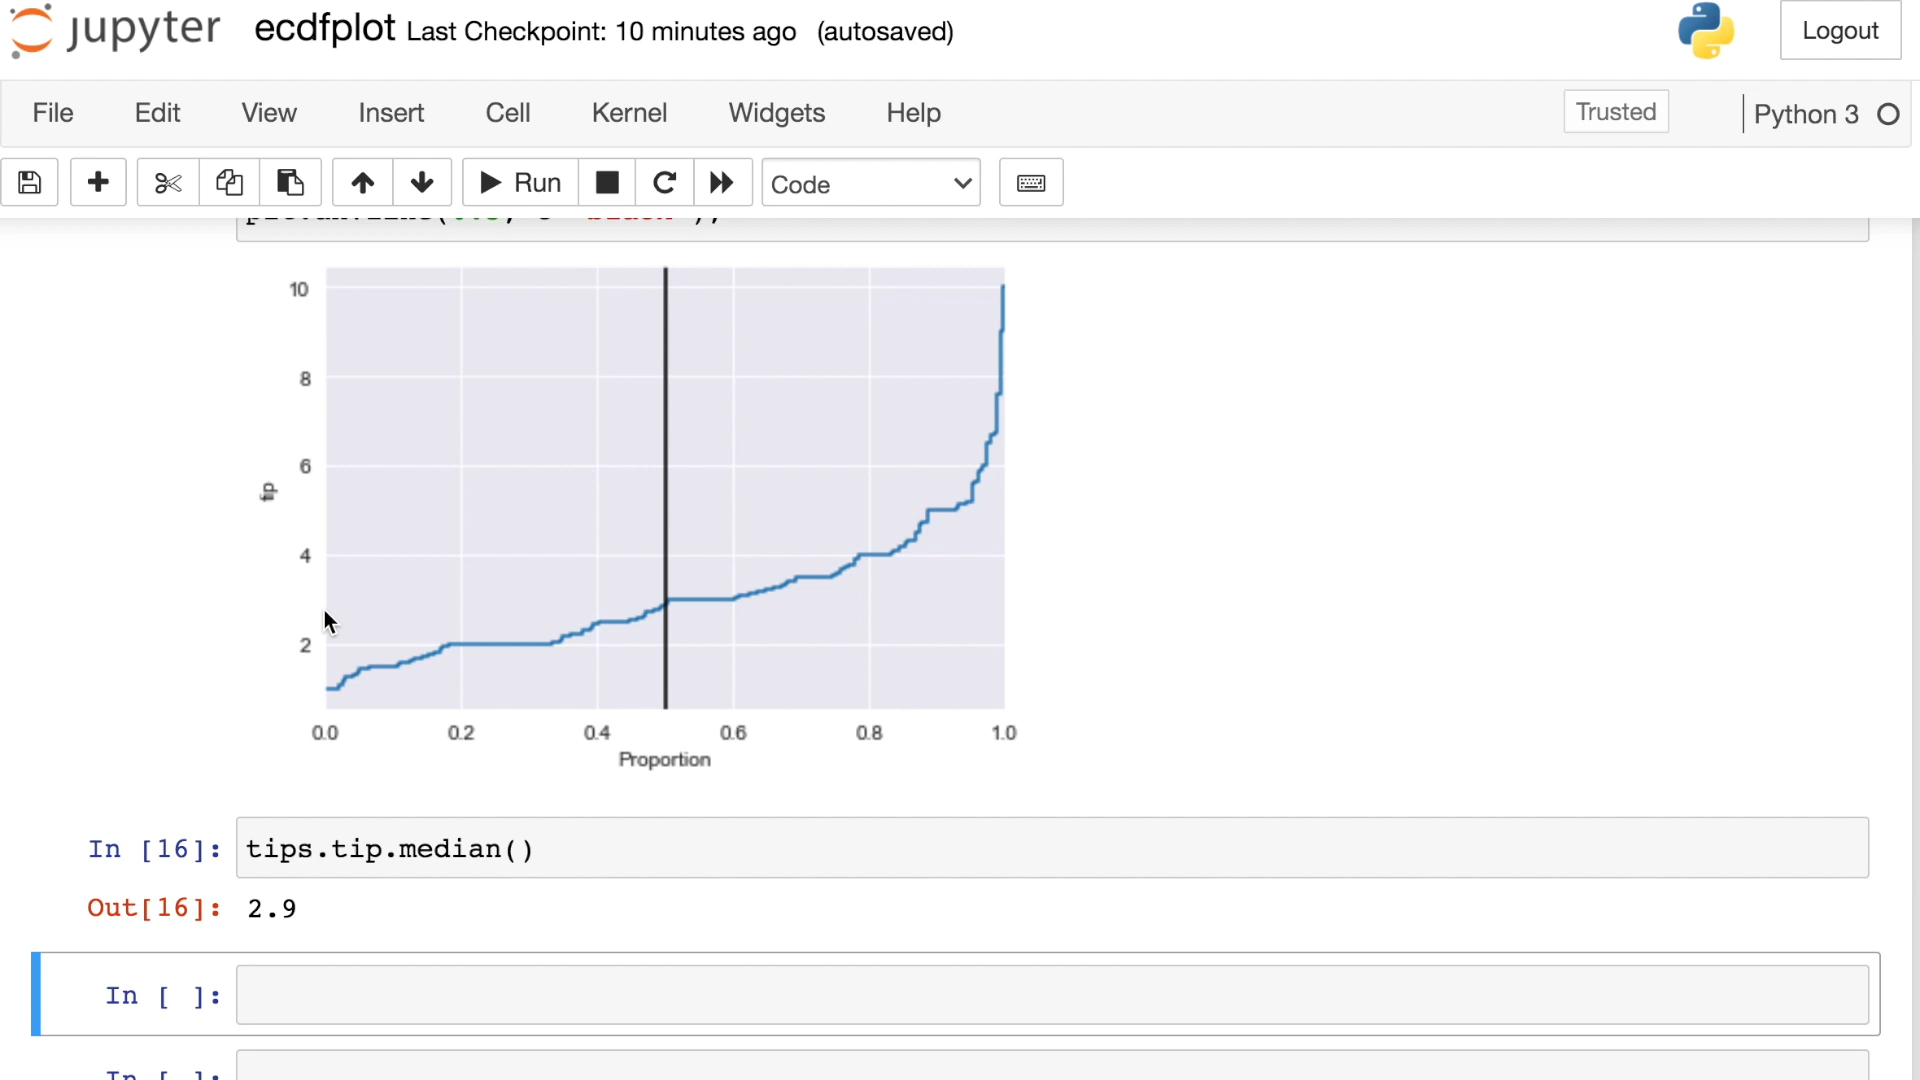 jupyter ecdfplot Last Checkpoint: 10 minutes ago (autosaved) Logout
File Edit View Insert Cell Kernel Widgets Help Trusted Python 3
Run Code
10
8
6
tip
4
2
0.0 0.2 0.4 0.6 0.8 1.0
Proportion
In [16]: tips.tip.median()
Out[16]: 2.9
In [ ]:
In [ ]: